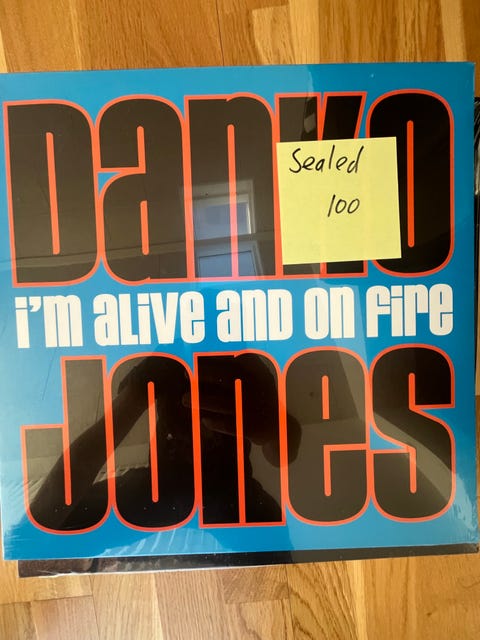 Danko
Sealed
100
i'm alive and on fire
Jones